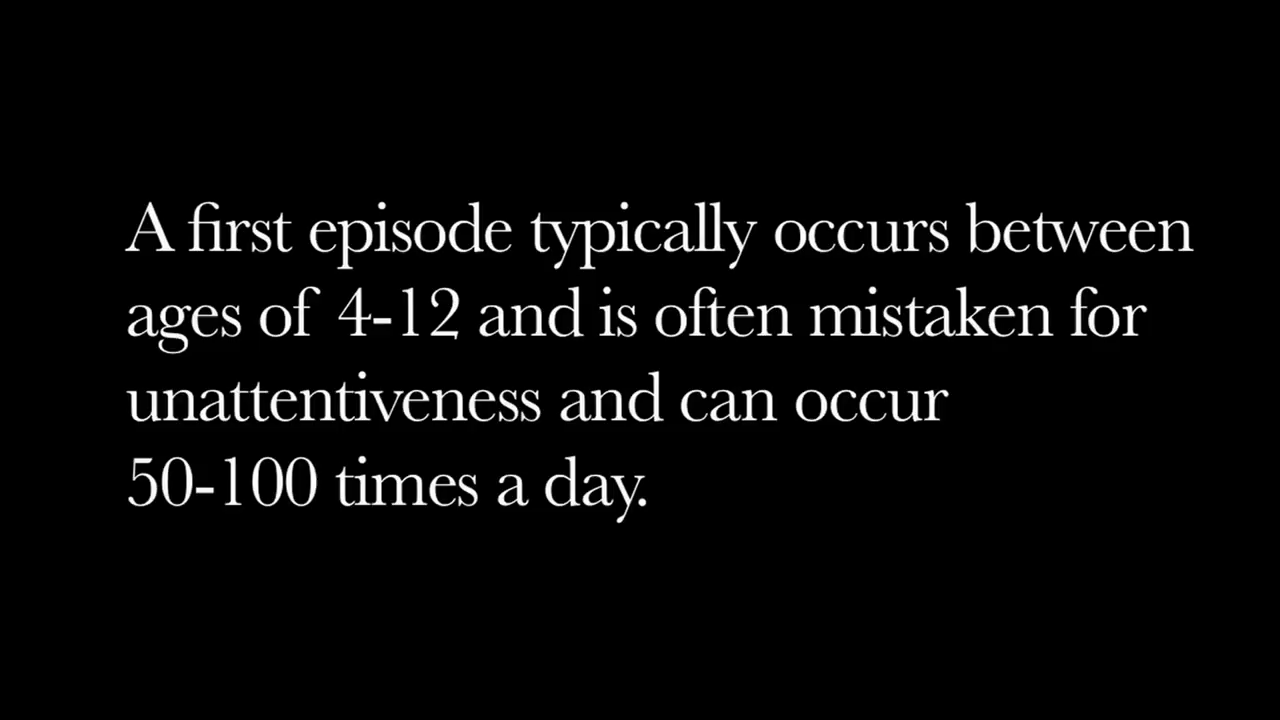 A first episode typically occurs between
ages of 4-12 and is often mistaken for
unattentiveness and can occur
50-100 times a day.